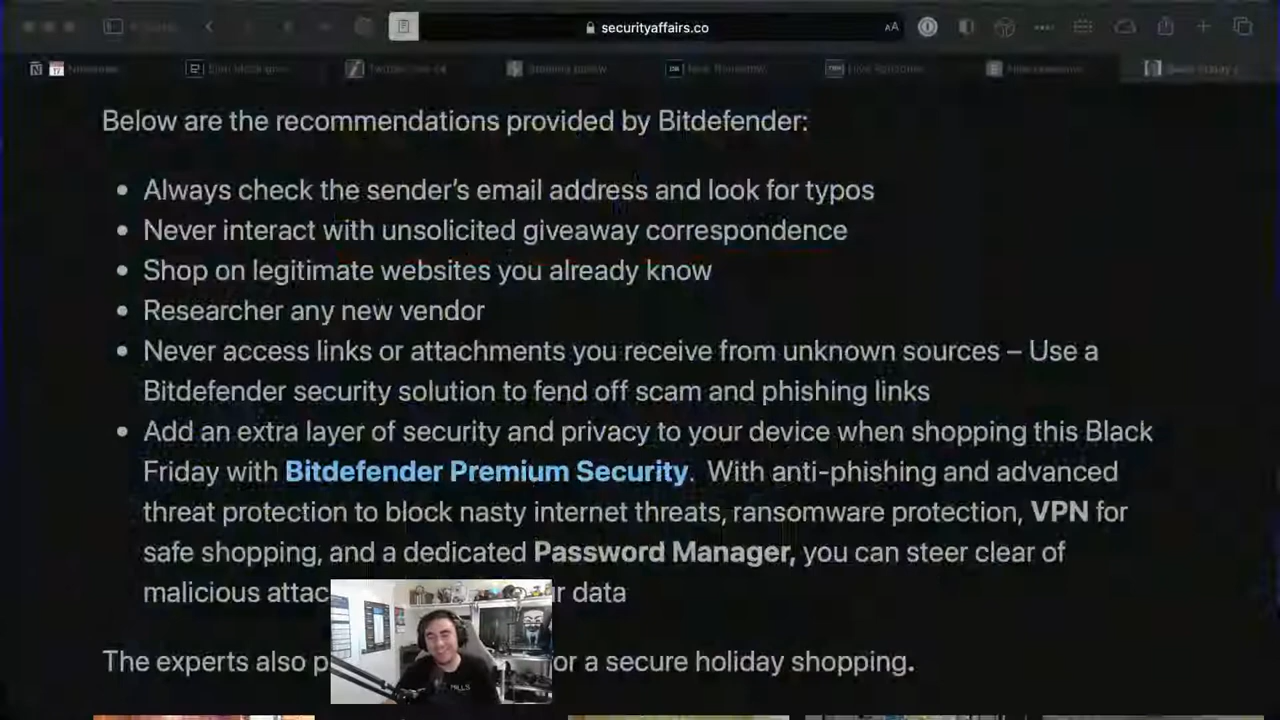 securityaffairs.co
AA
Below are the recommendations provided by Bitdefender:
• Always check the sender's email address and look for typos
• Never interact with unsolicited giveaway correspondence
• Shop on legitimate websites you already know
• Researcher any new vendor
• Never access links or attachments you receive from unknown sources – Use a
Bitdefender security solution to fend off scam and phishing links
• Add an extra layer of security and privacy to your device when shopping this Black
Friday with Bitdefender Premium Security. With anti-phishing and advanced
threat protection to block nasty internet threats, ransomware protection, VPN for
safe shopping, and a dedicated Password Manager, you can steer clear of
malicious attac r data
The experts also p or a secure holiday shopping.